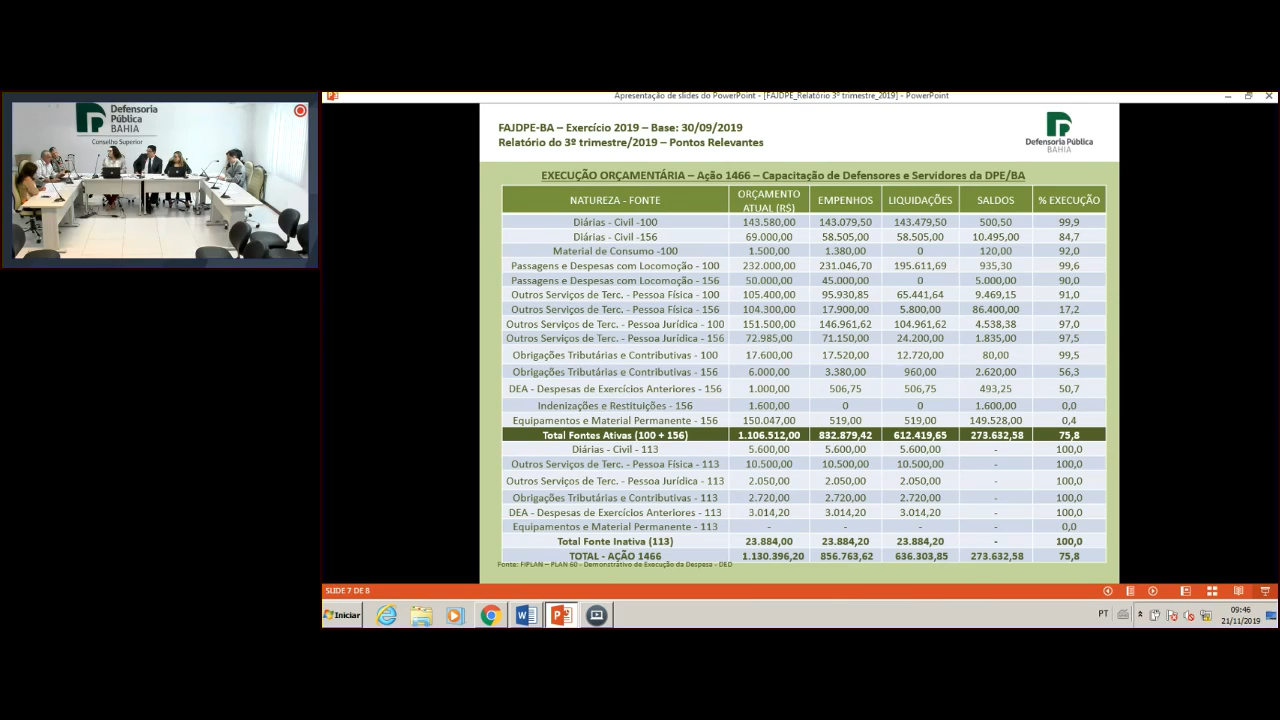 Defensoria
Pública
BAHIA
Conselho Superior
Apresentação de slides do PowerPoint - [FAJDPE_Relatório 3º trimestre_2019] - PowerPoint
FAJDPE-BA – Exercício 2019 – Base: 30/09/2019
Relatório do 3º trimestre/2019 – Pontos Relevantes
Defensoria Pública
BAHIA
EXECUÇÃO ORÇAMENTÁRIA – Ação 1466 – Capacitação de Defensores e Servidores da DPE/BA
NATUREZA - FONTE ORÇAMENTO ATUAL (R$) EMPENHOS LIQUIDAÇÕES SALDOS % EXECUÇÃO
Diárias - Civil -100 143.580,00 143.079,50 143.479,50 500,50 99,9
Diárias - Civil -156 69.000,00 58.505,00 58.505,00 10.495,00 84,7
Material de Consumo -100 1.500,00 1.380,00 0 120,00 92,0
Passagens e Despesas com Locomoção - 100 232.000,00 231.046,70 195.611,69 935,30 99,6
Passagens e Despesas com Locomoção - 156 50.000,00 45.000,00 0 5.000,00 90,0
Outros Serviços de Terc. - Pessoa Física - 100 105.400,00 95.930,85 65.441,64 9.469,15 91,0
Outros Serviços de Terc. - Pessoa Física - 156 104.300,00 17.900,00 5.800,00 86.400,00 17,2
Outros Serviços de Terc. - Pessoa Jurídica - 100 151.500,00 146.961,62 104.961,62 4.538,38 97,0
Outros Serviços de Terc. - Pessoa Jurídica - 156 72.985,00 71.150,00 24.200,00 1.835,00 97,5
Obrigações Tributárias e Contributivas - 100 17.600,00 17.520,00 12.720,00 80,00 99,5
Obrigações Tributárias e Contributivas - 156 6.000,00 3.380,00 960,00 2.620,00 56,3
DEA - Despesas de Exercícios Anteriores - 156 1.000,00 506,75 506,75 493,25 50,7
Indenizações e Restituições - 156 1.600,00 0 0 1.600,00 0,0
Equipamentos e Material Permanente - 156 150.047,00 519,00 519,00 149.528,00 0,4
Total Fontes Ativas (100 + 156) 1.106.512,00 832.879,42 612.419,65 273.632,58 75,8
Diárias - Civil - 113 5.600,00 5.600,00 5.600,00 - 100,0
Outros Serviços de Terc. - Pessoa Física - 113 10.500,00 10.500,00 10.500,00 - 100,0
Outros Serviços de Terc. - Pessoa Jurídica - 113 2.050,00 2.050,00 2.050,00 - 100,0
Obrigações Tributárias e Contributivas - 113 2.720,00 2.720,00 2.720,00 - 100,0
DEA - Despesas de Exercícios Anteriores - 113 3.014,20 3.014,20 3.014,20 - 100,0
Equipamentos e Material Permanente - 113 - - - - 0,0
Total Fonte Inativa (113) 23.884,00 23.884,20 23.884,20 - 100,0
TOTAL - AÇÃO 1466 1.130.396,20 856.763,62 636.303,85 273.632,58 75,8
Fonte: FIPLAN – PLAN 60 - Demonstrativo de Execução da Despesa - DED
SLIDE 7 DE 8
Iniciar
PT
09:46
21/11/2019